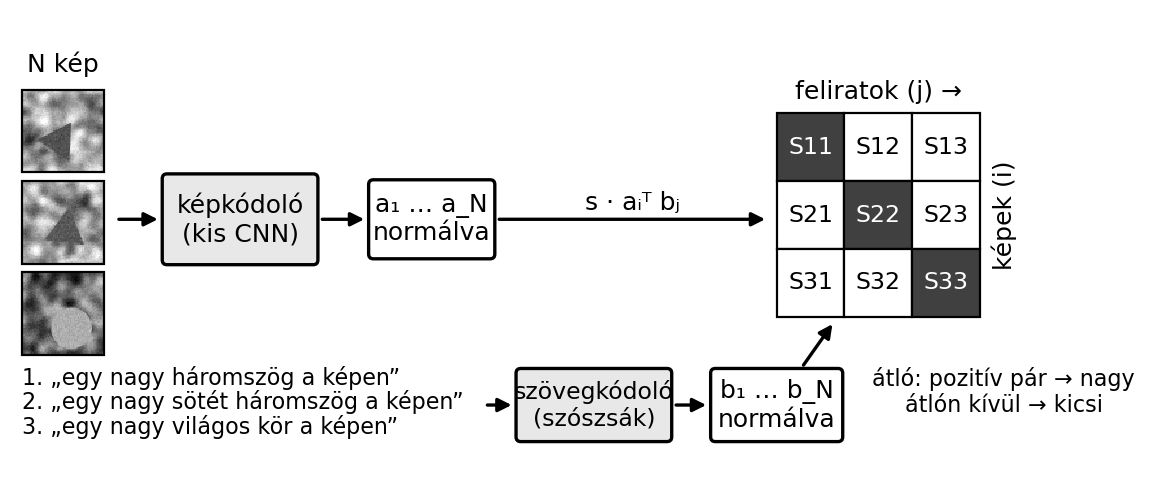 N kép
képkódoló
(kis CNN)
a₁ … a_N
normálva
s · aᵢᵀ bⱼ
feliratok (j) →
S11 S12 S13
S21 S22 S23
S31 S32 S33
képek (i)
1. „egy nagy háromszög a képen”
2. „egy nagy sötét háromszög a képen”
3. „egy nagy világos kör a képen”
szövegkódoló
(szószsák)
b₁ … b_N
normálva
átló: pozitív pár → nagy
átlón kívül → kicsi